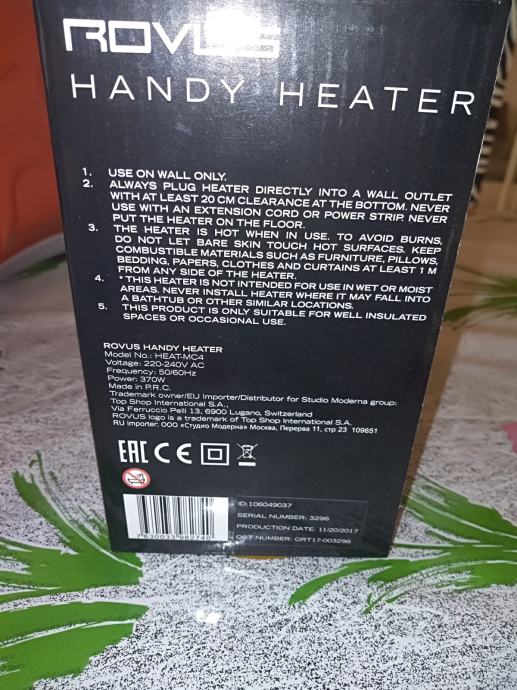 ROVUS
HANDY HEATER
1. USE ON WALL ONLY.
2. ALWAYS PLUG HEATER DIRECTLY INTO A WALL OUTLET
WITH AT LEAST 20 CM CLEARANCE AT THE BOTTOM. NEVER
USE WITH AN EXTENSION CORD OR POWER STRIP. NEVER
PUT THE HEATER ON THE FLOOR.
3. THE HEATER IS HOT WHEN IN USE. TO AVOID BURNS,
DO NOT LET BARE SKIN TOUCH HOT SURFACES. KEEP
COMBUSTIBLE MATERIALS SUCH AS FURNITURE, PILLOWS,
BEDDING, PAPERS, CLOTHES AND CURTAINS AT LEAST 1 M
FROM ANY SIDE OF THE HEATER.
4. * THIS HEATER IS NOT INTENDED FOR USE IN WET OR MOIST
AREAS. NEVER INSTALL HEATER WHERE IT MAY FALL INTO
A BATHTUB OR OTHER SIMILAR LOCATIONS.
5. THIS PRODUCT IS ONLY SUITABLE FOR WELL INSULATED
SPACES OR OCCASIONAL USE.
ROVUS HANDY HEATER
Model No.: HEAT-MC4
Voltage: 220-240V AC
Frequency: 50/60Hz
Power: 370W
Made in P.R.C.
Trademark owner/EU Importer/Distributor for Studio Moderna group:
Top Shop International S.A.,
Via Ferruccio Pelli 13, 6900 Lugano, Switzerland
ROVUS logo is a trademark of Top Shop International S.A.
RU importer: ООО «Студио Модерна» Москва, Перерва 11, стр 23 109651
EAC CE
ID:106049037
SERIAL NUMBER: 3296
PRODUCTION DATE: 11/20/2017
CRT NUMBER: ORT17-003296